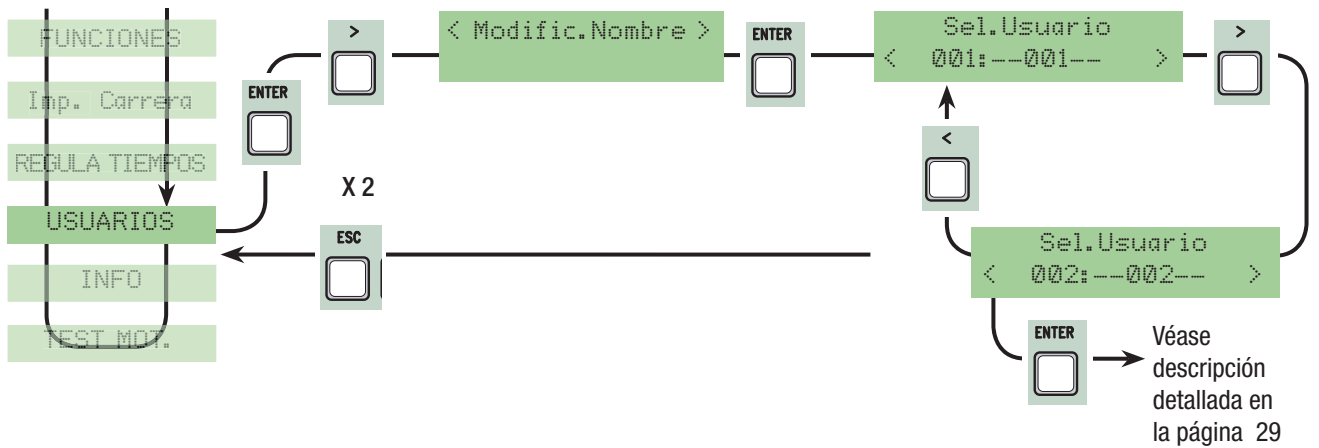 FUNCIONES
Imp. Carrera
REGULA TIEMPOS
USUARIOS
INFO
TEST MOT.
ENTER
>
< Modific.Nombre >
ENTER
Sel.Usuario
< 001:--001-- >
>
<
X 2
ESC
Sel.Usuario
< 002:--002-- >
ENTER
Véase
descripción
detallada en
la página 29